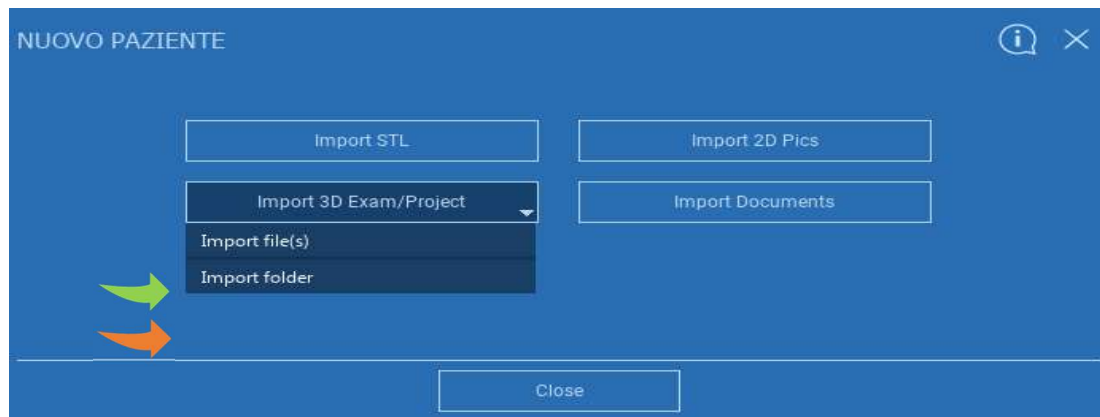 NUOVO PAZIENTE
Import STL
Import 2D Pics
Import 3D Exam/Project
Import Documents
Import file(s)
Import folder
Close